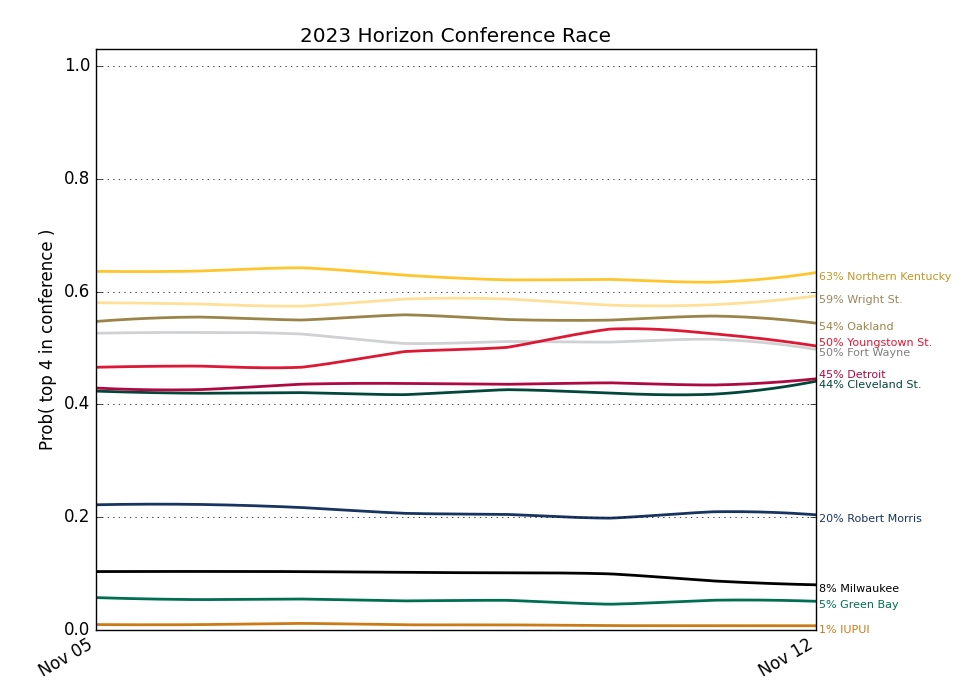 2023 Horizon Conference Race
Prob( top 4 in conference )
1.0
0.8
0.6
0.4
0.2
0.0
Nov 05
Nov 12
63% Northern Kentucky
59% Wright St.
54% Oakland
50% Youngstown St.
50% Fort Wayne
45% Detroit
44% Cleveland St.
20% Robert Morris
8% Milwaukee
5% Green Bay
1% IUPUI